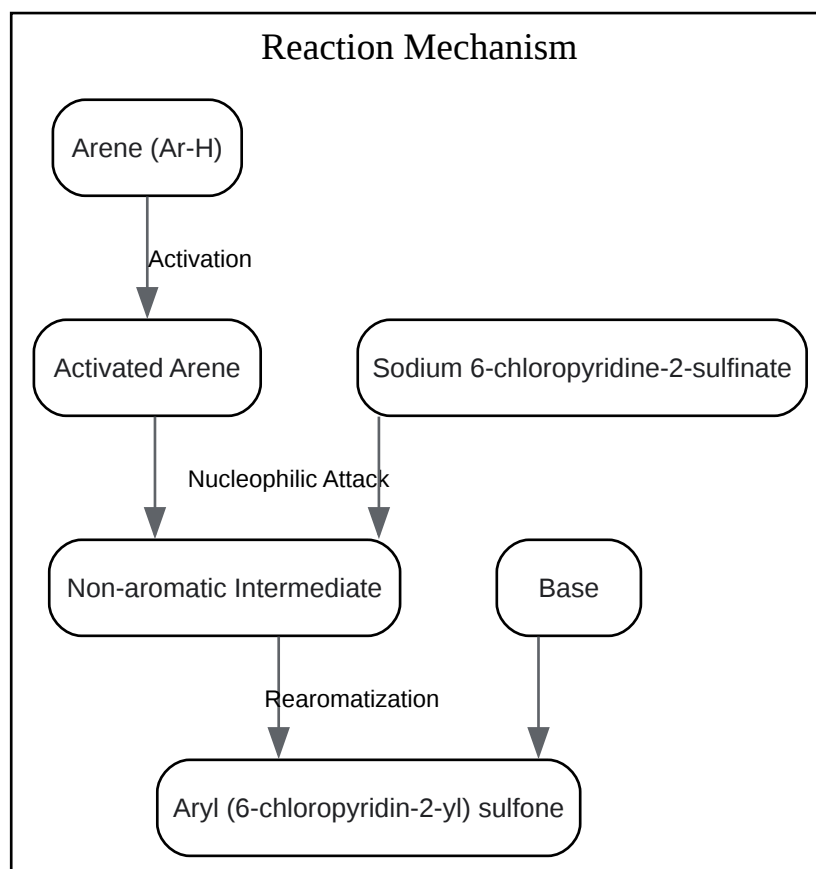 Reaction Mechanism
Arene (Ar-H)
Activation
Activated Arene
Sodium 6-chloropyridine-2-sulfinate
Nucleophilic Attack
Non-aromatic Intermediate
Base
Rearomatization
Aryl (6-chloropyridin-2-yl) sulfone